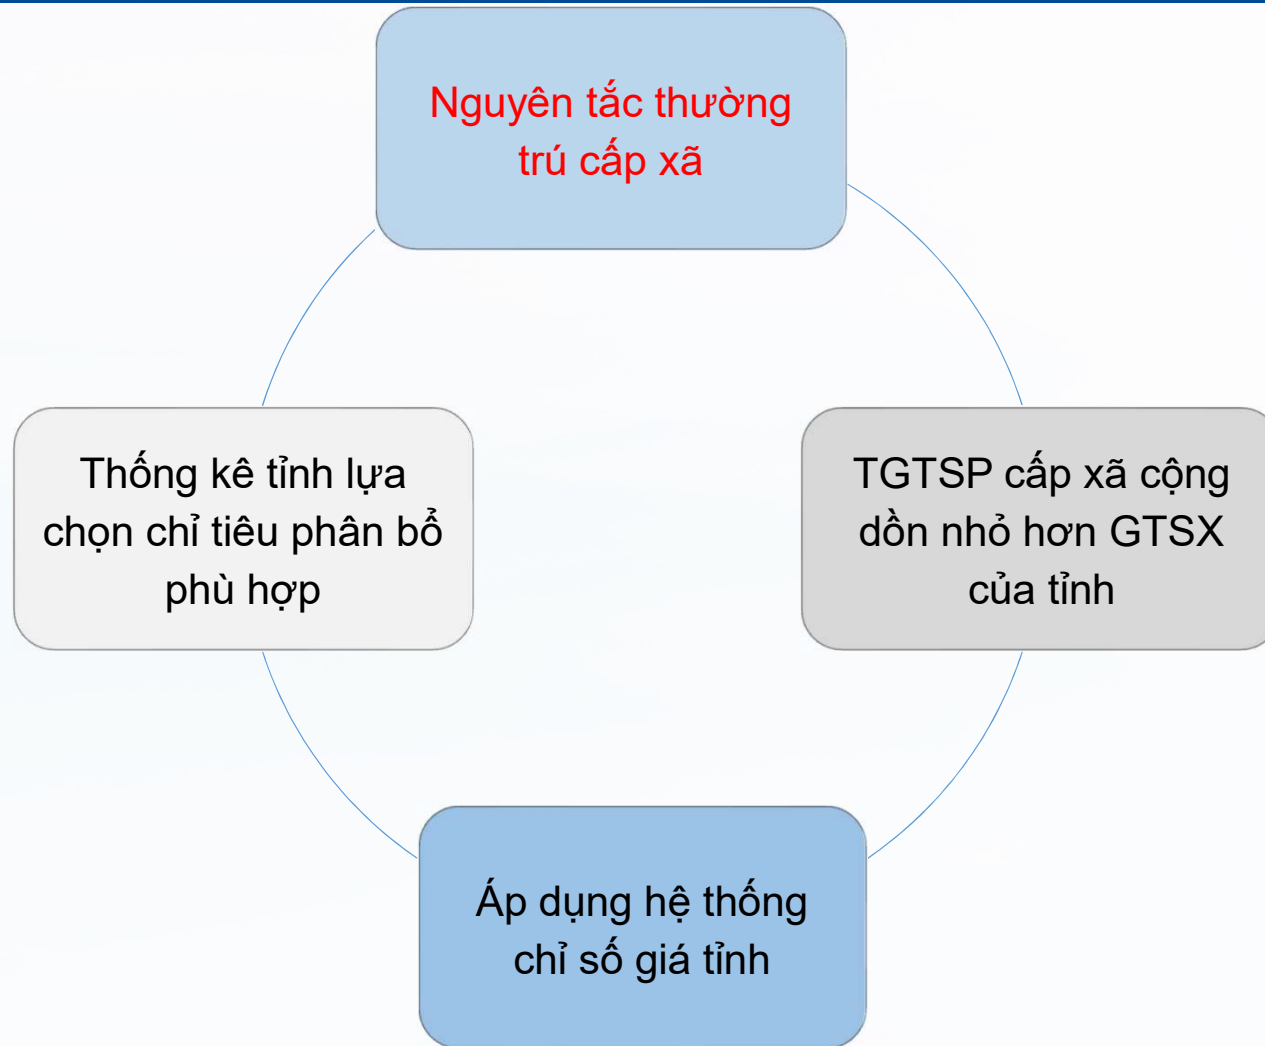 Nguyên tắc thường
trú cấp xã
Thống kê tỉnh lựa
chọn chỉ tiêu phân bổ
phù hợp
TGTSP cấp xã cộng
dồn nhỏ hơn GTSX
của tỉnh
Áp dụng hệ thống
chỉ số giá tỉnh